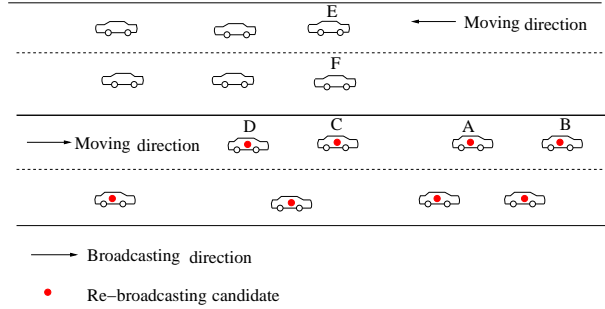 E
Moving direction
F
D C A B
Moving direction
Broadcasting direction
Re-broadcasting candidate